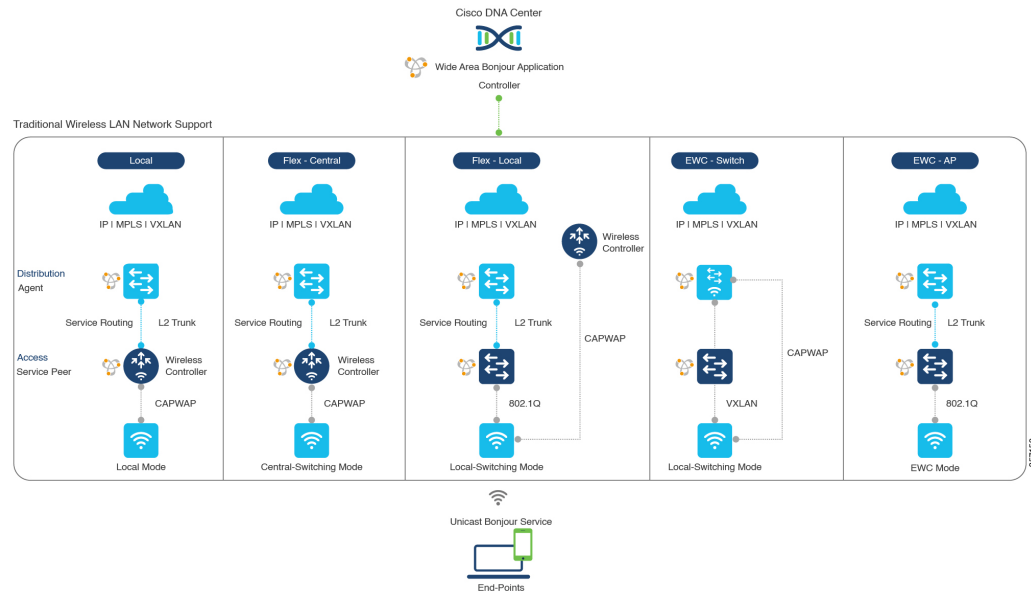 Cisco DNA Center
Wide Area Bonjour Application
Controller
Traditional Wireless LAN Network Support
Local
Flex - Central
Flex - Local
EWC - Switch
EWC - AP
IP I MPLS I VXLAN
IP I MPLS I VXLAN
IP I MPLS I VXLAN
IP I MPLS I VXLAN
IP I MPLS I VXLAN
Wireless
Controller
Distribution
Agent
Service Routing
L2 Trunk
Service Routing
L2 Trunk
Service Routing
L2 Trunk
Service Routing
L2 Trunk
CAPWAP
CAPWAP
Access
Service Peer
Wireless
Controller
Wireless
Controller
CAPWAP
CAPWAP
802.1Q
VXLAN
802.1Q
Local Mode
Central-Switching Mode
Local-Switching Mode
Local-Switching Mode
EWC Mode
Unicast Bonjour Service
End-Points